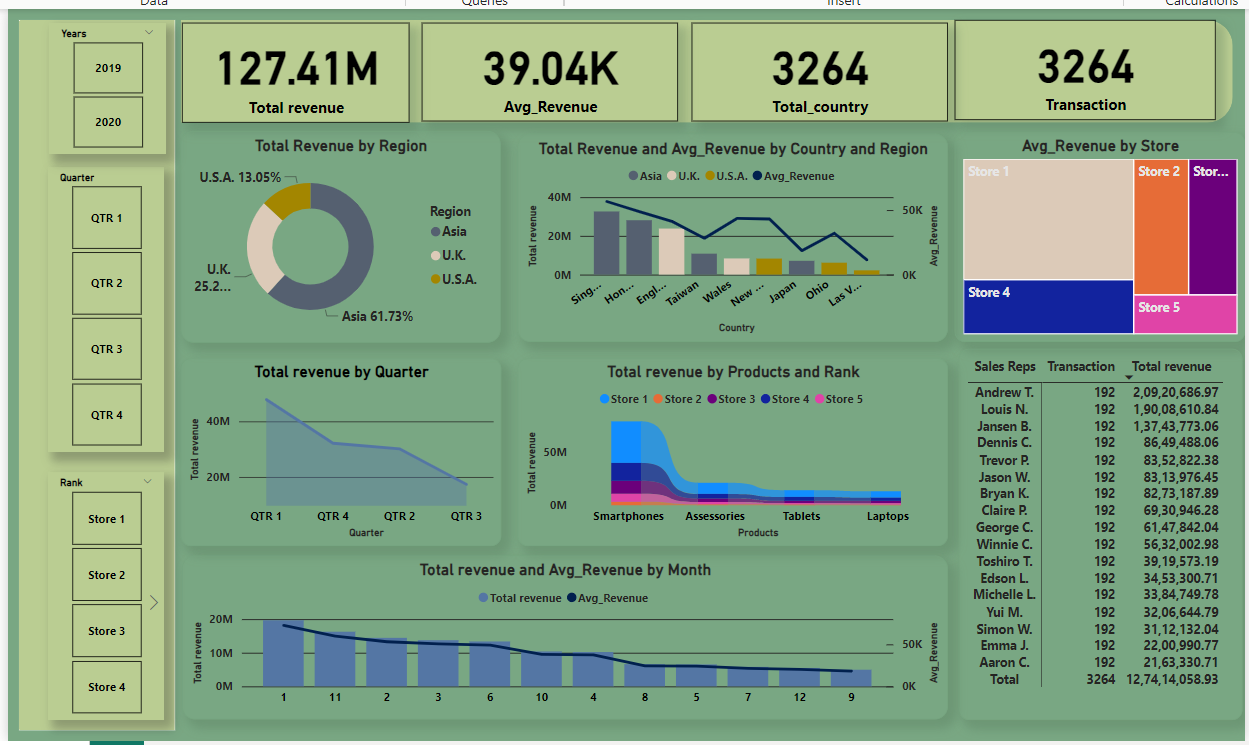 Data Queries Insert Calculations
Years
2019
2020
Quarter
QTR 1
QTR 2
QTR 3
QTR 4
Rank
Store 1
Store 2
Store 3
Store 4
127.41M
Total revenue
39.04K
Avg_Revenue
3264
Total_country
3264
Transaction
Total Revenue by Region
U.S.A. 13.05%
U.K.
25.2...
Asia 61.73%
Region
Asia
U.K.
U.S.A.
Total Revenue and Avg_Revenue by Country and Region
Asia U.K. U.S.A. Avg_Revenue
Total revenue
40M
20M
0M
50K
0K
Avg_Revenue
Sing... Hon... Engl... Taiwan Wales New ... Japan Ohio Las V...
Country
Avg_Revenue by Store
Store 1
Store 2
Stor...
Store 4
Store 5
Total revenue by Quarter
Total revenue
40M
20M
QTR 1 QTR 4 QTR 2 QTR 3
Quarter
Total revenue by Products and Rank
Store 1 Store 2 Store 3 Store 4 Store 5
Total revenue
50M
0M
Smartphones Assessories Tablets Laptops
Products
Sales Reps Transaction Total revenue
Andrew T. 192 2,09,20,686.97
Louis N. 192 1,90,08,610.84
Jansen B. 192 1,37,43,773.06
Dennis C. 192 86,49,488.06
Trevor P. 192 83,52,822.38
Jason W. 192 83,13,976.45
Bryan K. 192 82,73,187.89
Claire P. 192 69,30,946.28
George C. 192 61,47,842.04
Winnie C. 192 56,32,002.98
Toshiro T. 192 39,19,573.19
Edson L. 192 34,53,300.71
Michelle L. 192 33,84,749.78
Yui M. 192 32,06,644.79
Simon W. 192 31,12,132.04
Emma J. 192 22,00,990.77
Aaron C. 192 21,63,330.71
Total 3264 12,74,14,058.93
Total revenue and Avg_Revenue by Month
Total revenue Avg_Revenue
Total revenue
20M
10M
0M
50K
0K
Avg_Revenue
1 11 2 3 6 10 4 8 5 7 12 9